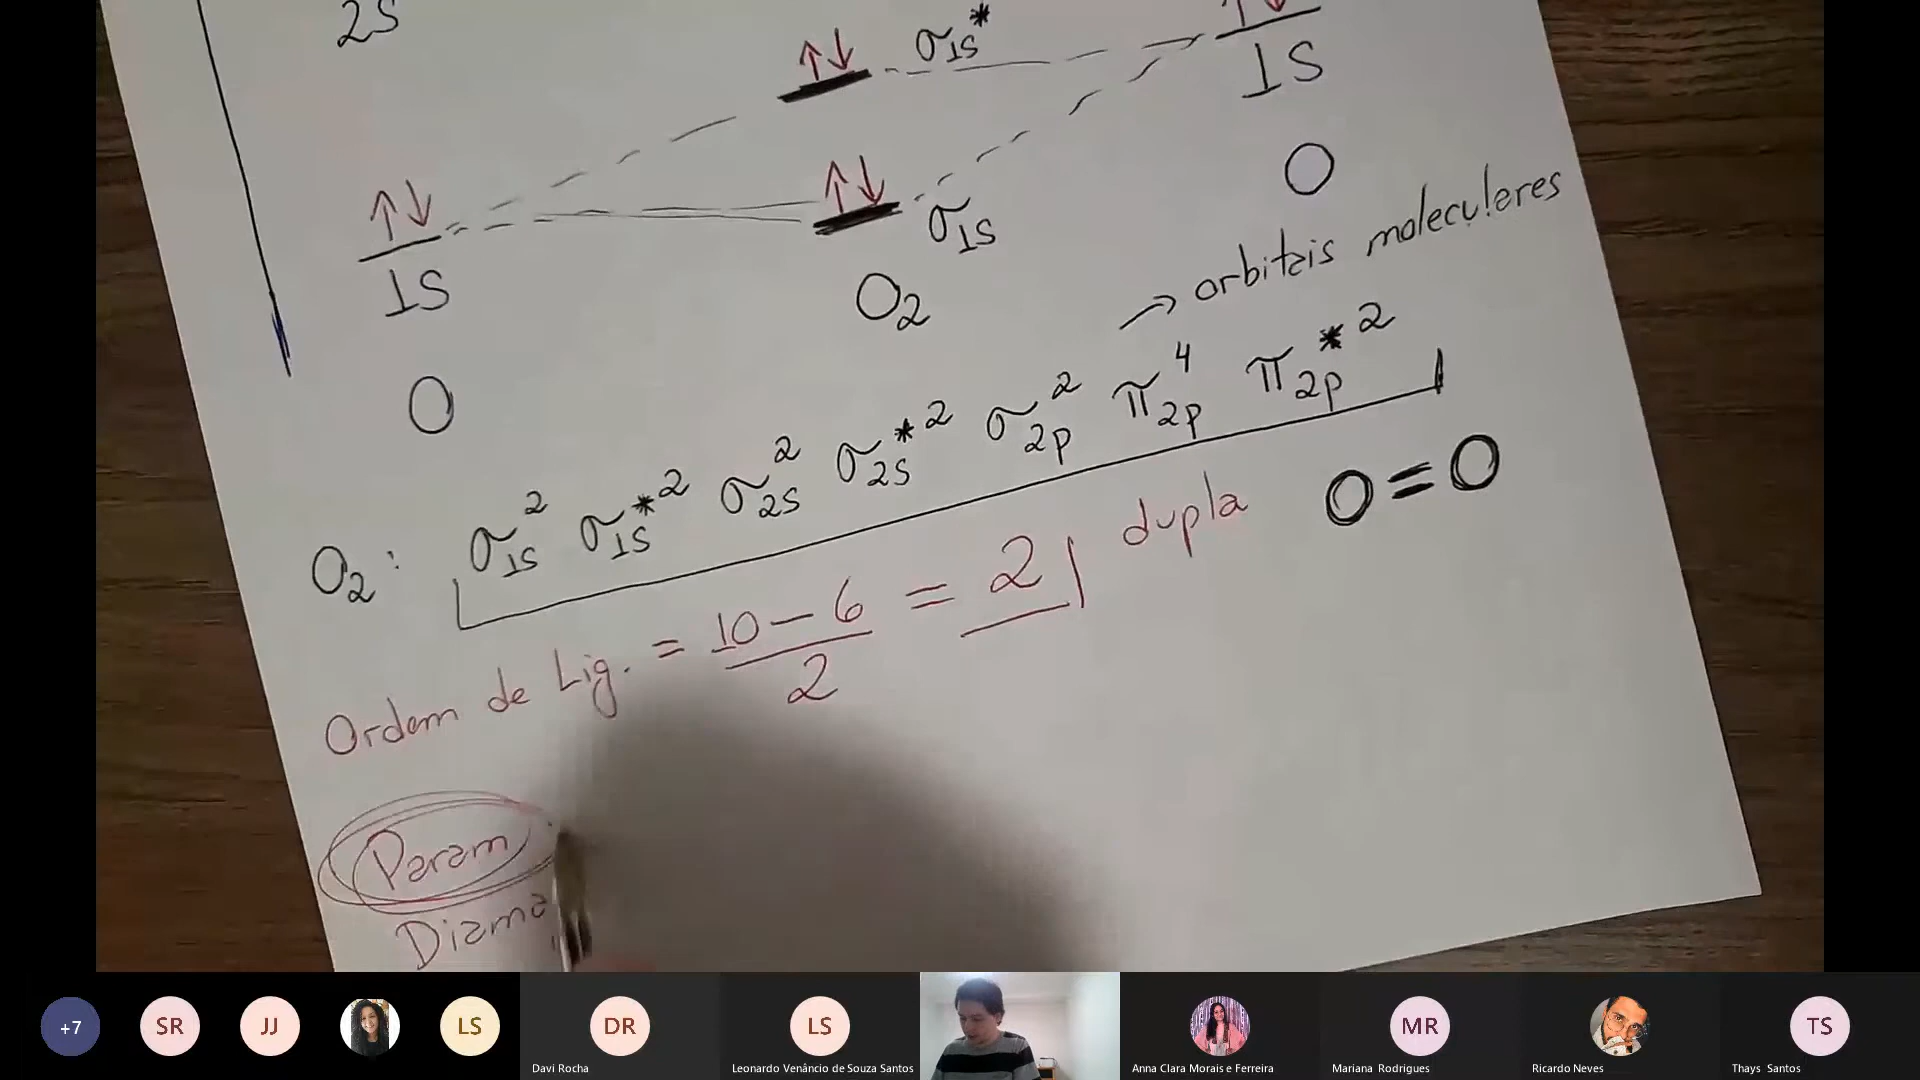 2S
↑↓ σ1S*
↑↓
1S
↑↓
1S
↑↓ σ1S
O2
O
O
→ orbitais moleculares
O2: σ1S² σ1S*² σ2S² σ2S*² σ2p² π2p⁴ π2p*²
Ordem de Lig. = 10 - 6 / 2 = 2 dupla
O=O
Param
Diama
+7
SR
JJ
LS
DR
LS
MR
TS
Davi Rocha
Leonardo Venâncio de Souza Santos
Anna Clara Morais e Ferreira
Mariana Rodrigues
Ricardo Neves
Thays Santos